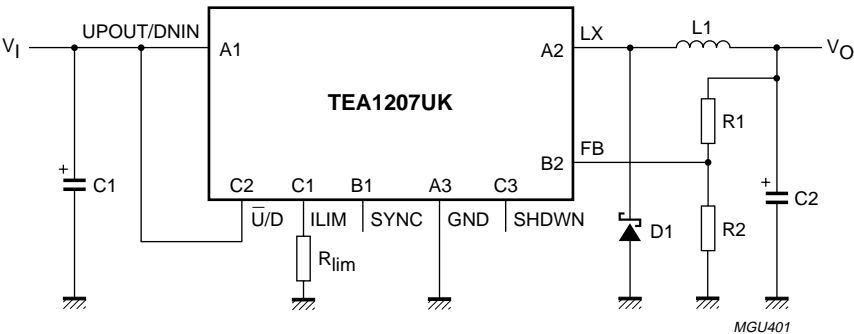 L1
UPOUT/DNIN
LX
V_I
A1
A2
V_O
TEA1207UK
R1
FB
B2
+
C1
C2
C1
B1
A3
C3
+
C2
U̅/D
ILIM
SYNC
GND
SHDWN
D1
R2
R_lim
MGU401